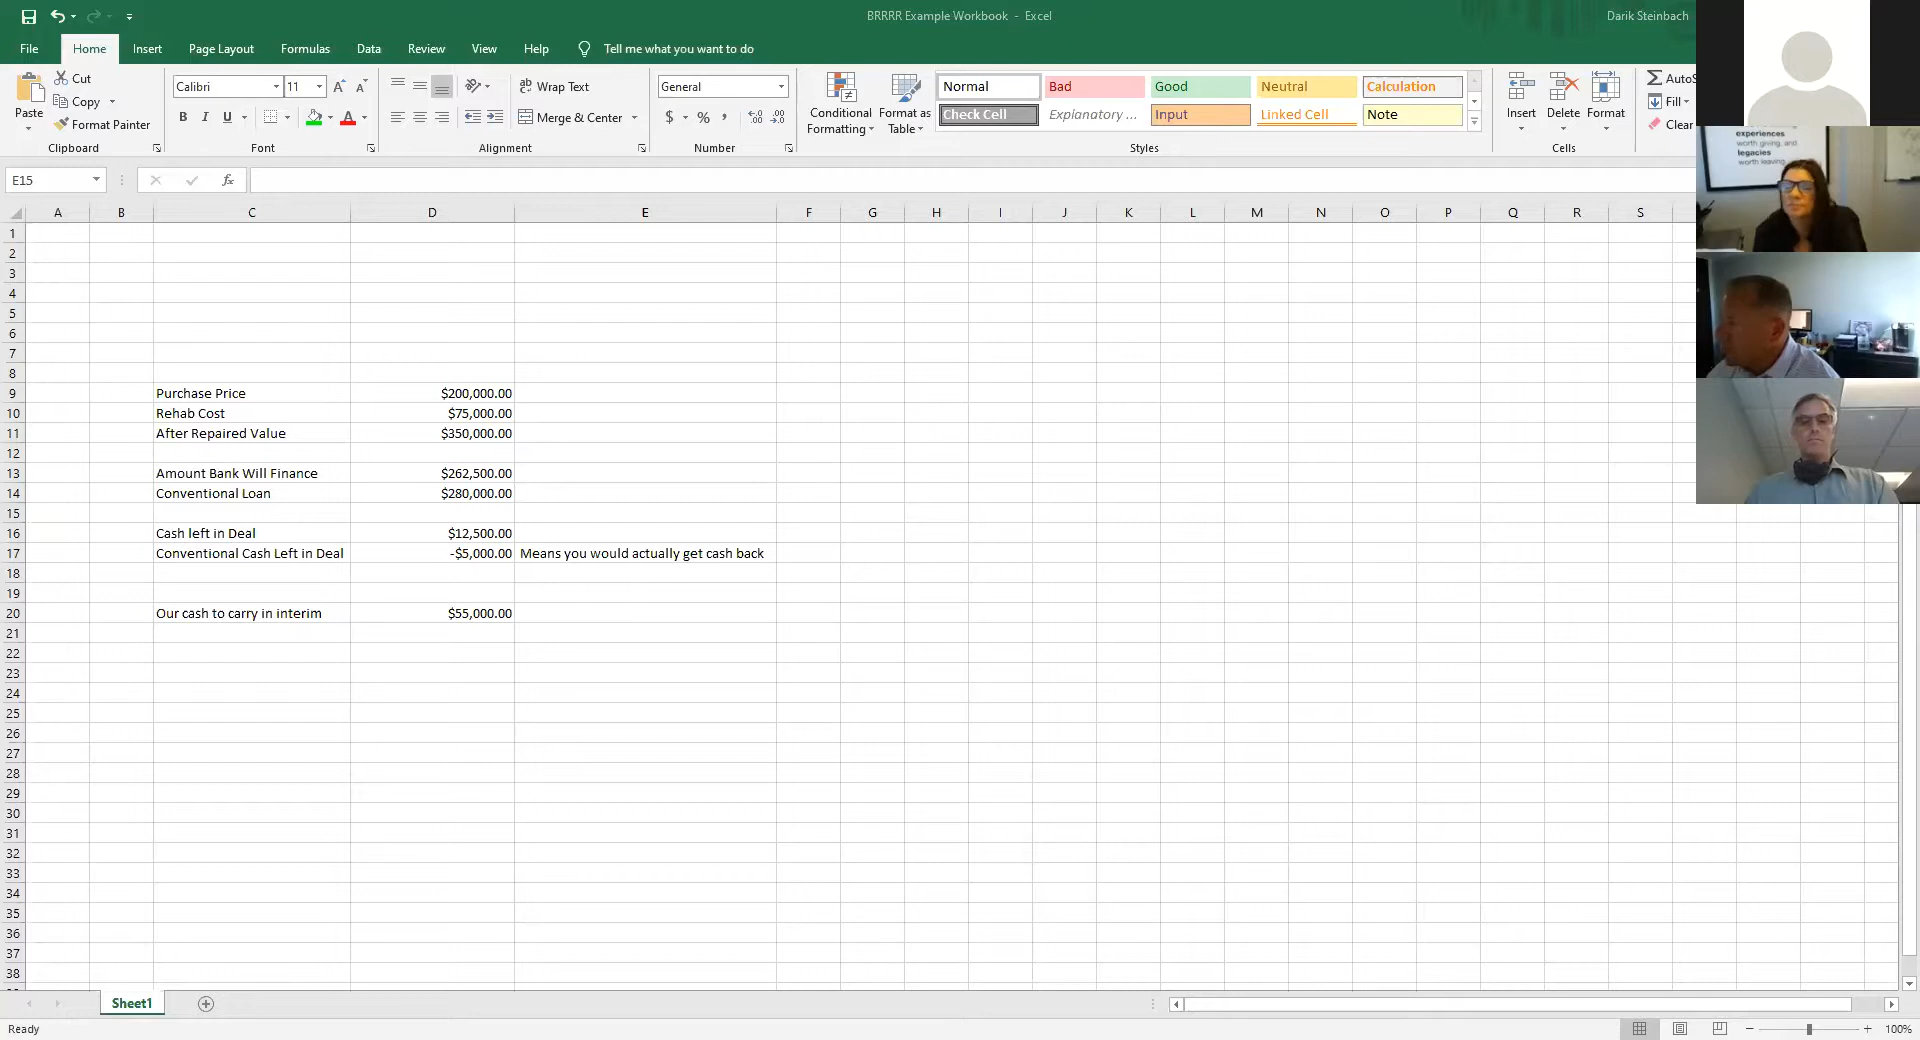 BRRRR Example Workbook - Excel
Darik Steinbach
File Home Insert Page Layout Formulas Data Review View Help Tell me what you want to do
Cut
Copy
Format Painter
Paste
Clipboard
Calibri 11
B I U
Font
Wrap Text
Merge & Center
Alignment
General
$ % ,
Number
Conditional Formatting
Format as Table
Normal Bad Good Neutral Calculation
Check Cell Explanatory ... Input Linked Cell Note
Styles
Insert Delete Format
Cells
AutoS
Fill
Clear
experiences
worth giving, and
legacies
worth leaving.
E15 fx
A B C D E F G H I J K L M N O P Q R S
1
2
3
4
5
6
7
8
9 Purchase Price $200,000.00
10 Rehab Cost $75,000.00
11 After Repaired Value $350,000.00
12
13 Amount Bank Will Finance $262,500.00
14 Conventional Loan $280,000.00
15
16 Cash left in Deal $12,500.00
17 Conventional Cash Left in Deal -$5,000.00 Means you would actually get cash back
18
19
20 Our cash to carry in interim $55,000.00
21
22
23
24
25
26
27
28
29
30
31
32
33
34
35
36
37
38
Sheet1
Ready
100%